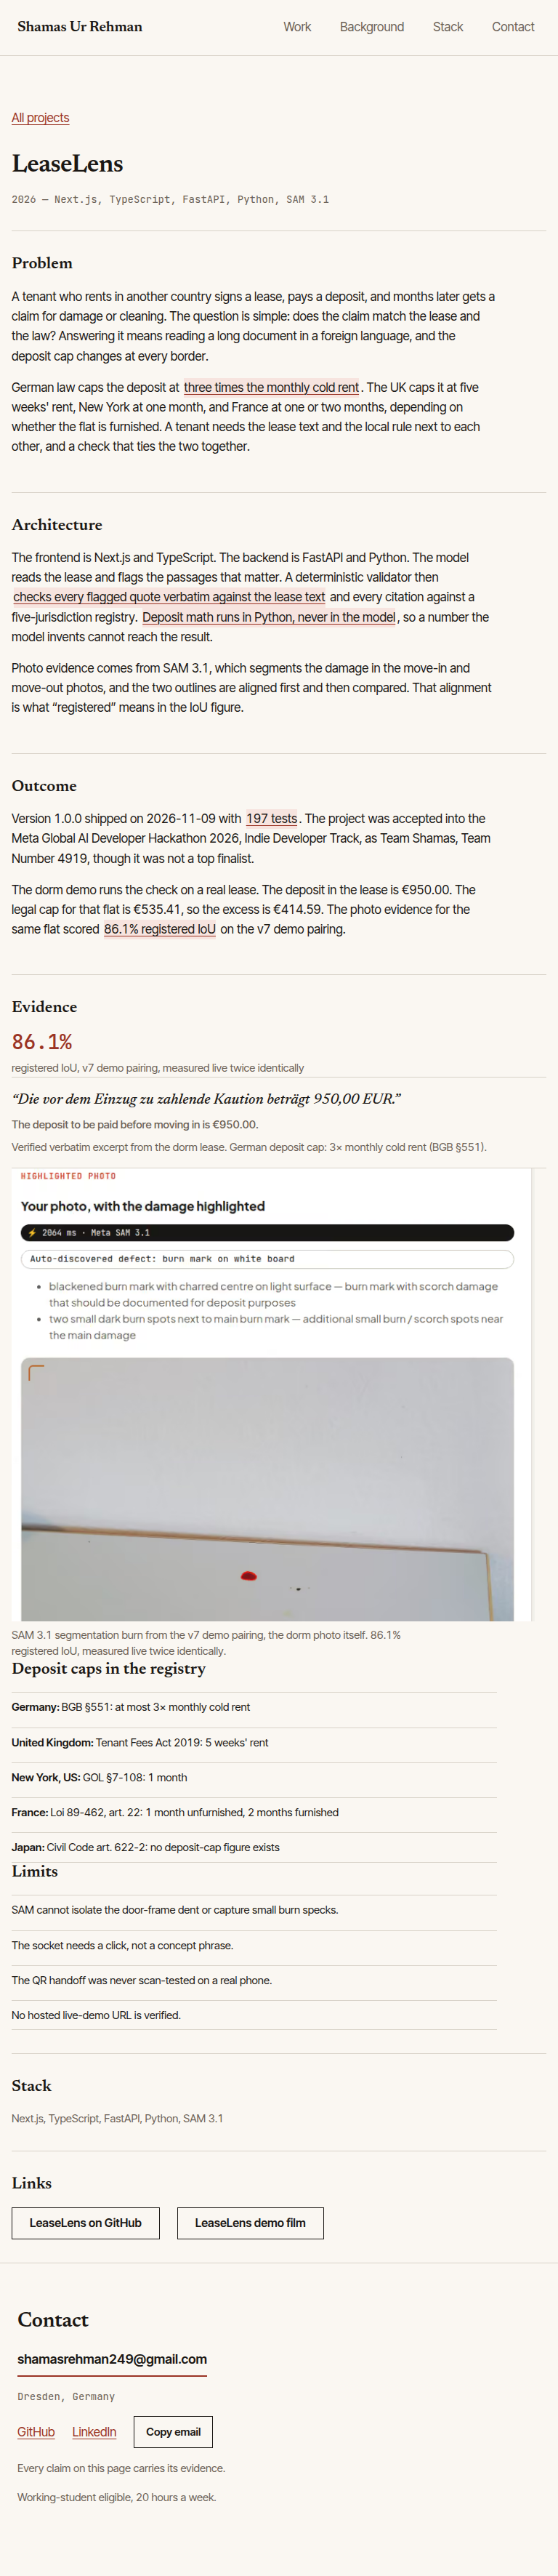 Shamas Ur Rehman
Work
Background
Stack
Contact
All projects
LeaseLens
2026 — Next.js, TypeScript, FastAPI, Python, SAM 3.1
Problem
A tenant who rents in another country signs a lease, pays a deposit, and months later gets a
claim for damage or cleaning. The question is simple: does the claim match the lease and
the law? Answering it means reading a long document in a foreign language, and the
deposit cap changes at every border.
German law caps the deposit at three times the monthly cold rent. The UK caps it at five
weeks' rent, New York at one month, and France at one or two months, depending on
whether the flat is furnished. A tenant needs the lease text and the local rule next to each
other, and a check that ties the two together.
Architecture
The frontend is Next.js and TypeScript. The backend is FastAPI and Python. The model
reads the lease and flags the passages that matter. A deterministic validator then
checks every flagged quote verbatim against the lease text and every citation against a
five-jurisdiction registry. Deposit math runs in Python, never in the model, so a number the
model invents cannot reach the result.
Photo evidence comes from SAM 3.1, which segments the damage in the move-in and
move-out photos, and the two outlines are aligned first and then compared. That alignment
is what “registered” means in the IoU figure.
Outcome
Version 1.0.0 shipped on 2026-11-09 with 197 tests. The project was accepted into the
Meta Global AI Developer Hackathon 2026, Indie Developer Track, as Team Shamas, Team
Number 4919, though it was not a top finalist.
The dorm demo runs the check on a real lease. The deposit in the lease is €950.00. The
legal cap for that flat is €535.41, so the excess is €414.59. The photo evidence for the
same flat scored 86.1% registered IoU on the v7 demo pairing.
Evidence
86.1%
registered IoU, v7 demo pairing, measured live twice identically
“Die vor dem Einzug zu zahlende Kaution beträgt 950,00 EUR.”
The deposit to be paid before moving in is €950.00.
Verified verbatim excerpt from the dorm lease. German deposit cap: 3× monthly cold rent (BGB §551).
HIGHLIGHTED PHOTO
Your photo, with the damage highlighted
⚡ 2064 ms · Meta SAM 3.1
Auto-discovered defect: burn mark on white board
• blackened burn mark with charred centre on light surface — burn mark with scorch damage
that should be documented for deposit purposes
• two small dark burn spots next to main burn mark — additional small burn / scorch spots near
the main damage
SAM 3.1 segmentation burn from the v7 demo pairing, the dorm photo itself. 86.1%
registered IoU, measured live twice identically.
Deposit caps in the registry
Germany: BGB §551: at most 3× monthly cold rent
United Kingdom: Tenant Fees Act 2019: 5 weeks' rent
New York, US: GOL §7-108: 1 month
France: Loi 89-462, art. 22: 1 month unfurnished, 2 months furnished
Japan: Civil Code art. 622-2: no deposit-cap figure exists
Limits
SAM cannot isolate the door-frame dent or capture small burn specks.
The socket needs a click, not a concept phrase.
The QR handoff was never scan-tested on a real phone.
No hosted live-demo URL is verified.
Stack
Next.js, TypeScript, FastAPI, Python, SAM 3.1
Links
LeaseLens on GitHub
LeaseLens demo film
Contact
shamasrehman249@gmail.com
Dresden, Germany
GitHub
LinkedIn
Copy email
Every claim on this page carries its evidence.
Working-student eligible, 20 hours a week.